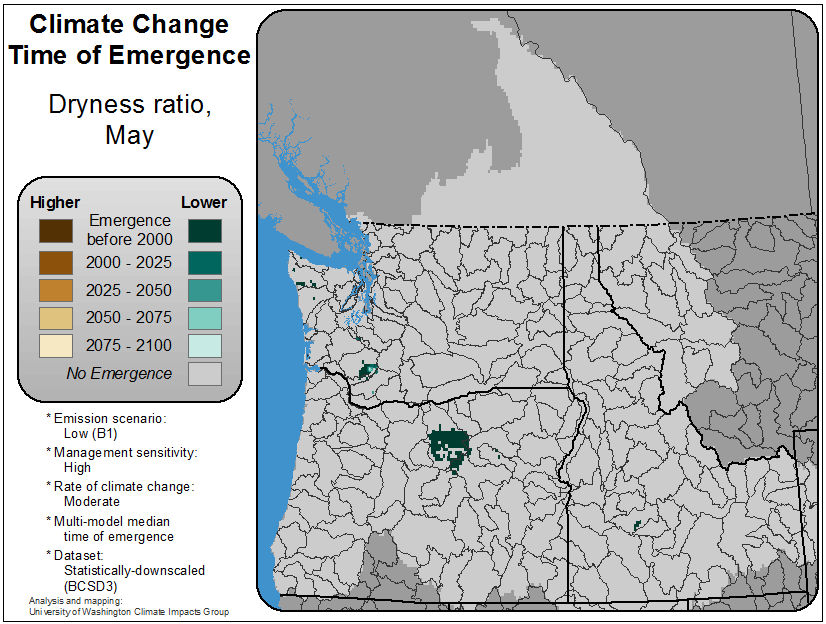 Climate Change
Time of Emergence
Dryness ratio,
May
Higher
Lower
Emergence
before 2000
2000 - 2025
2025 - 2050
2050 - 2075
2075 - 2100
No Emergence
* Emission scenario:
Low (B1)
* Management sensitivity:
High
* Rate of climate change:
Moderate
* Multi-model median
time of emergence
* Dataset:
Statistically-downscaled
(BCSD3)
Analysis and mapping:
University of Washington Climate Impacts Group